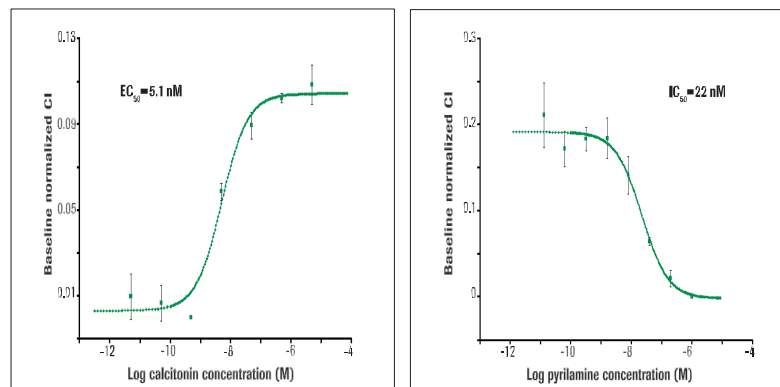 0.13
0.09
0.05
0.01
Baseline normalized CI
EC50=5.1 nM
-12 -10 -8 -6 -4
Log calcitonin concentration (M)
0.3
0.2
0.1
0
Baseline normalized CI
IC50=22 nM
-12 -10 -8 -6 -4
Log pyrilamine concentration (M)